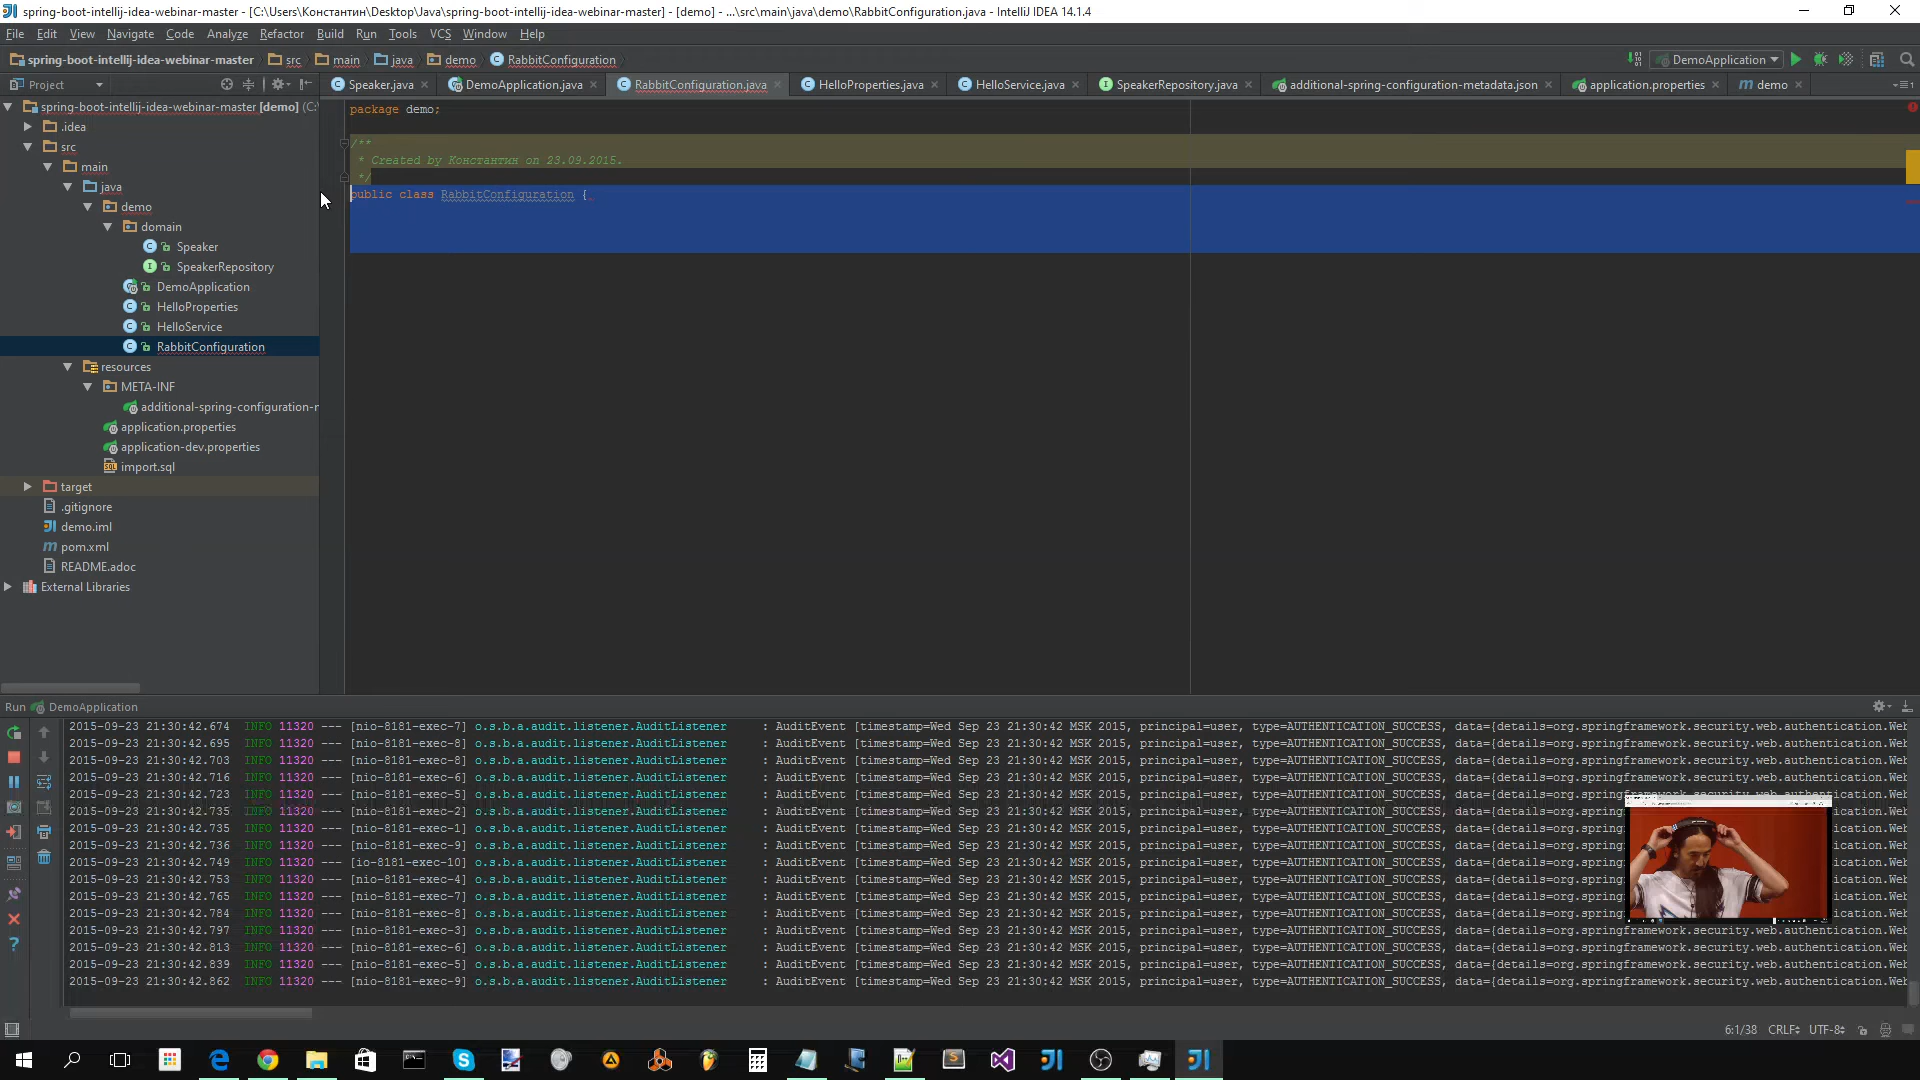 spring-boot-intellij-idea-webinar-master - [C:\Users\Константин\Desktop\Java\spring-boot-intellij-idea-webinar-master] - [demo] - ...\src\main\java\demo\RabbitConfiguration.java - IntelliJ IDEA 14.1.4
File Edit View Navigate Code Analyze Refactor Build Run Tools VCS Window Help
spring-boot-intellij-idea-webinar-master src main java demo RabbitConfiguration DemoApplication
Project Speaker.java DemoApplication.java RabbitConfiguration.java HelloProperties.java HelloService.java SpeakerRepository.java additional-spring-configuration-metadata.json application.properties demo
spring-boot-intellij-idea-webinar-master [demo] (C:
.idea
src
main
java
demo
domain
Speaker
SpeakerRepository
DemoApplication
HelloProperties
HelloService
RabbitConfiguration
resources
META-INF
additional-spring-configuration-m
application.properties
application-dev.properties
import.sql
target
.gitignore
demo.iml
pom.xml
README.adoc
External Libraries
package demo;
/**
* Created by Константин on 23.09.2015.
*/
public class RabbitConfiguration {
Run DemoApplication
2015-09-23 21:30:42.674 INFO 11320 --- [nio-8181-exec-7] o.s.b.a.audit.listener.AuditListener : AuditEvent [timestamp=Wed Sep 23 21:30:42 MSK 2015, principal=user, type=AUTHENTICATION_SUCCESS, data={details=org.springframework.security.web.authentication.Web
2015-09-23 21:30:42.695 INFO 11320 --- [nio-8181-exec-8] o.s.b.a.audit.listener.AuditListener : AuditEvent [timestamp=Wed Sep 23 21:30:42 MSK 2015, principal=user, type=AUTHENTICATION_SUCCESS, data={details=org.springframework.security.web.authentication.Web
2015-09-23 21:30:42.703 INFO 11320 --- [nio-8181-exec-8] o.s.b.a.audit.listener.AuditListener : AuditEvent [timestamp=Wed Sep 23 21:30:42 MSK 2015, principal=user, type=AUTHENTICATION_SUCCESS, data={details=org.springframework.security.web.authentication.Web
2015-09-23 21:30:42.716 INFO 11320 --- [nio-8181-exec-6] o.s.b.a.audit.listener.AuditListener : AuditEvent [timestamp=Wed Sep 23 21:30:42 MSK 2015, principal=user, type=AUTHENTICATION_SUCCESS, data={details=org.springframework.security.web.authentication.Web
2015-09-23 21:30:42.723 INFO 11320 --- [nio-8181-exec-5] o.s.b.a.audit.listener.AuditListener : AuditEvent [timestamp=Wed Sep 23 21:30:42 MSK 2015, principal=user, type=AUTHENTICATION_SUCCESS, data={details=org.springframework.security.web.authentication.Web
2015-09-23 21:30:42.735 INFO 11320 --- [nio-8181-exec-2] o.s.b.a.audit.listener.AuditListener : AuditEvent [timestamp=Wed Sep 23 21:30:42 MSK 2015, principal=user, type=AUTHENTICATION_SUCCESS, data={details=org.spring curity.web.authentication.Web
2015-09-23 21:30:42.735 INFO 11320 --- [nio-8181-exec-1] o.s.b.a.audit.listener.AuditListener : AuditEvent [timestamp=Wed Sep 23 21:30:42 MSK 2015, principal=user, type=AUTHENTICATION_SUCCESS, data={details=org.spring curity.web.authentication.Web
2015-09-23 21:30:42.736 INFO 11320 --- [nio-8181-exec-9] o.s.b.a.audit.listener.AuditListener : AuditEvent [timestamp=Wed Sep 23 21:30:42 MSK 2015, principal=user, type=AUTHENTICATION_SUCCESS, data={details=org.spring curity.web.authentication.Web
2015-09-23 21:30:42.749 INFO 11320 --- [io-8181-exec-10] o.s.b.a.audit.listener.AuditListener : AuditEvent [timestamp=Wed Sep 23 21:30:42 MSK 2015, principal=user, type=AUTHENTICATION_SUCCESS, data={details=org.spring curity.web.authentication.Web
2015-09-23 21:30:42.753 INFO 11320 --- [nio-8181-exec-4] o.s.b.a.audit.listener.AuditListener : AuditEvent [timestamp=Wed Sep 23 21:30:42 MSK 2015, principal=user, type=AUTHENTICATION_SUCCESS, data={details=org.spring curity.web.authentication.Web
2015-09-23 21:30:42.765 INFO 11320 --- [nio-8181-exec-7] o.s.b.a.audit.listener.AuditListener : AuditEvent [timestamp=Wed Sep 23 21:30:42 MSK 2015, principal=user, type=AUTHENTICATION_SUCCESS, data={details=org.spring curity.web.authentication.Web
2015-09-23 21:30:42.784 INFO 11320 --- [nio-8181-exec-8] o.s.b.a.audit.listener.AuditListener : AuditEvent [timestamp=Wed Sep 23 21:30:42 MSK 2015, principal=user, type=AUTHENTICATION_SUCCESS, data={details=org.spring curity.web.authentication.Web
2015-09-23 21:30:42.797 INFO 11320 --- [nio-8181-exec-3] o.s.b.a.audit.listener.AuditListener : AuditEvent [timestamp=Wed Sep 23 21:30:42 MSK 2015, principal=user, type=AUTHENTICATION_SUCCESS, data={details=org.springframework.security.web.authentication.Web
2015-09-23 21:30:42.813 INFO 11320 --- [nio-8181-exec-6] o.s.b.a.audit.listener.AuditListener : AuditEvent [timestamp=Wed Sep 23 21:30:42 MSK 2015, principal=user, type=AUTHENTICATION_SUCCESS, data={details=org.springframework.security.web.authentication.Web
2015-09-23 21:30:42.839 INFO 11320 --- [nio-8181-exec-5] o.s.b.a.audit.listener.AuditListener : AuditEvent [timestamp=Wed Sep 23 21:30:42 MSK 2015, principal=user, type=AUTHENTICATION_SUCCESS, data={details=org.springframework.security.web.authentication.Web
2015-09-23 21:30:42.862 INFO 11320 --- [nio-8181-exec-9] o.s.b.a.audit.listener.AuditListener : AuditEvent [timestamp=Wed Sep 23 21:30:42 MSK 2015, principal=user, type=AUTHENTICATION_SUCCESS, data={details=org.springframework.security.web.authentication.Web
6:1/38 CRLF UTF-8